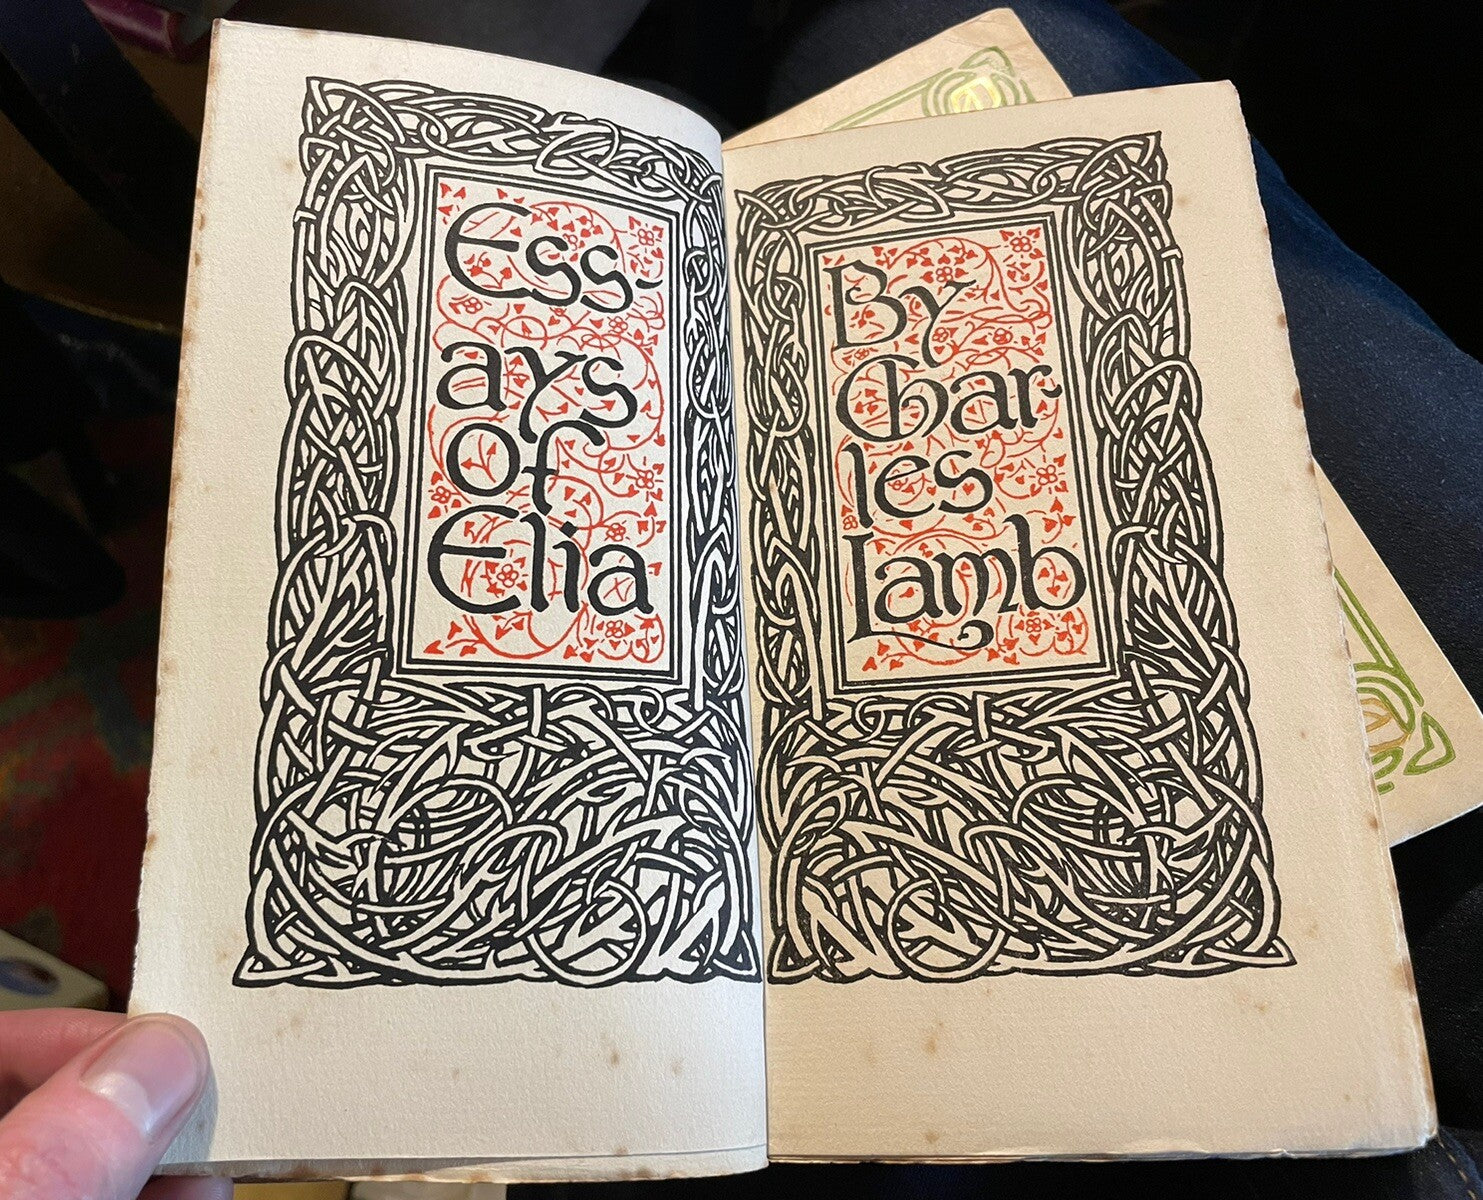 Ess-
ays
of
Elia
By
Char-
les
Lamb